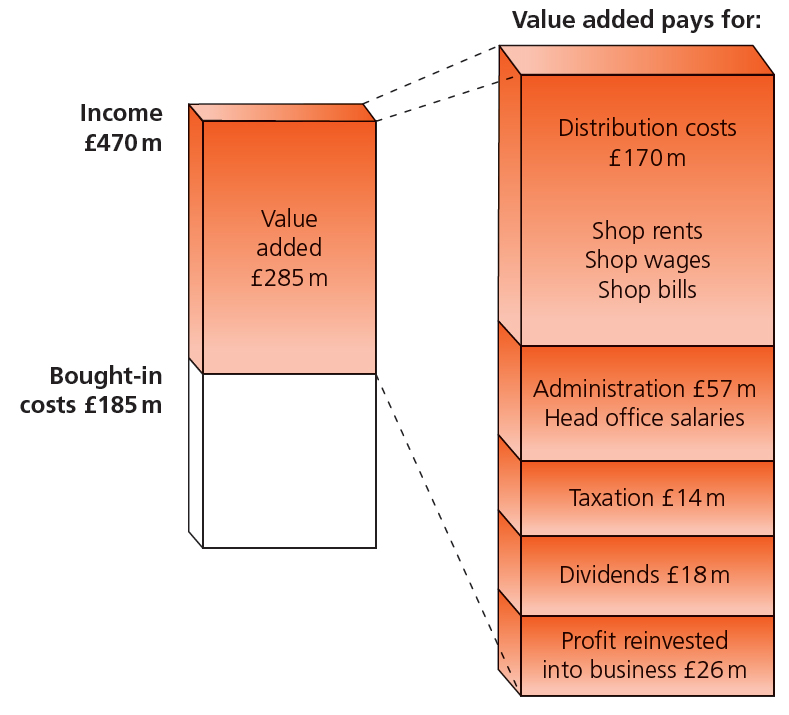 Value added pays for:
Income
£470 m
Value
added
£285 m
Bought-in
costs £185 m
Distribution costs
£170 m
Shop rents
Shop wages
Shop bills
Administration £57 m
Head office salaries
Taxation £14 m
Dividends £18 m
Profit reinvested
into business £26 m